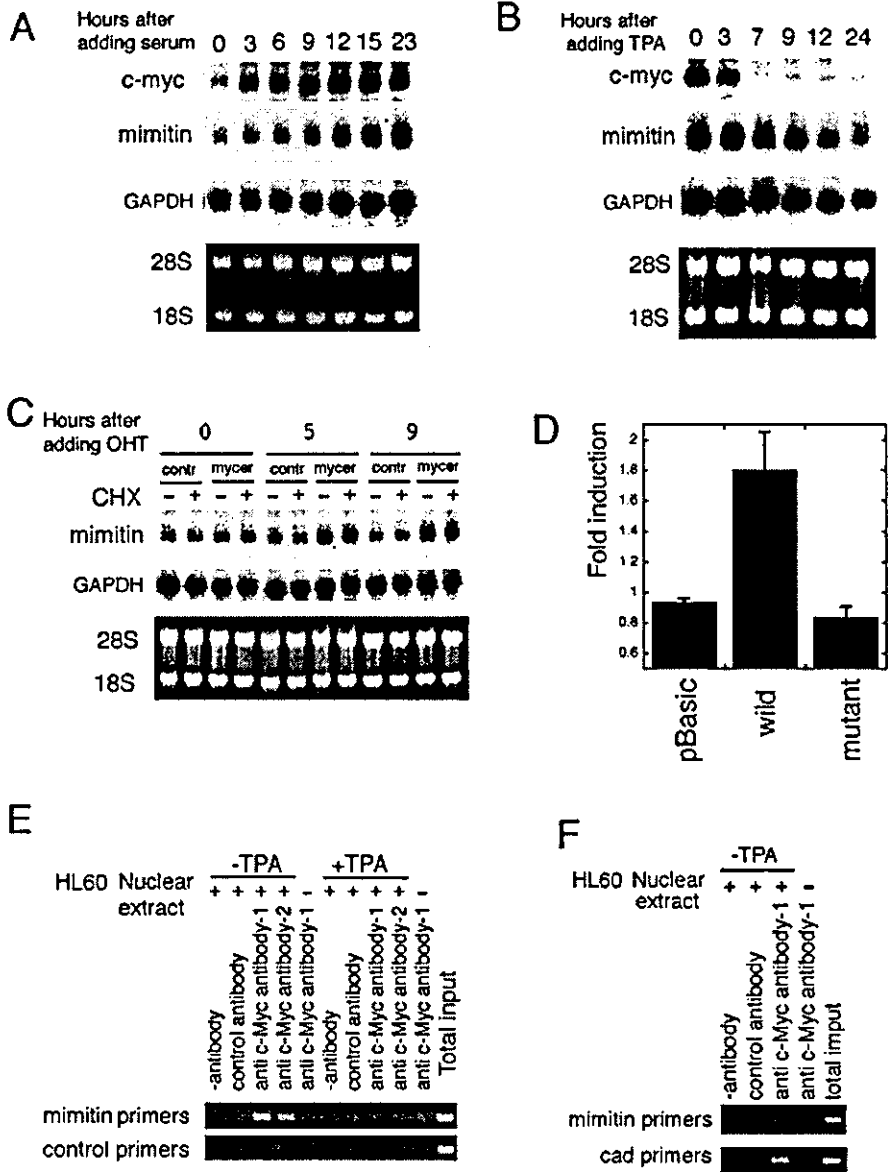 A
Hours after
adding serum 0 3 6 9 12 15 23
c-myc
mimitin
GAPDH
28S
18S
B
Hours after
adding TPA 0 3 7 9 12 24
c-myc
mimitin
GAPDH
28S
18S
C
Hours after
adding OHT 0 5 9
contr mycer contr mycer contr mycer
CHX - + - + - + - + - + - +
mimitin
GAPDH
28S
18S
D
Fold induction
2
1.8
1.6
1.4
1.2
1
0.8
0.6
pBasic
wild
mutant
E
-TPA +TPA
HL60 Nuclear
extract + + + + - + + + + -
-antibody
control antibody
anti c-Myc antibody-1
anti c-Myc antibody-2
anti c-Myc antibody-1
-antibody
control antibody
anti c-Myc antibody-1
anti c-Myc antibody-2
anti c-Myc antibody-1
Total input
mimitin primers
control primers
F
-TPA
HL60 Nuclear
extract + + + -
-antibody
control antibody
anti c-Myc antibody-1
anti c-Myc antibody-1
total input
mimitin primers
cad primers